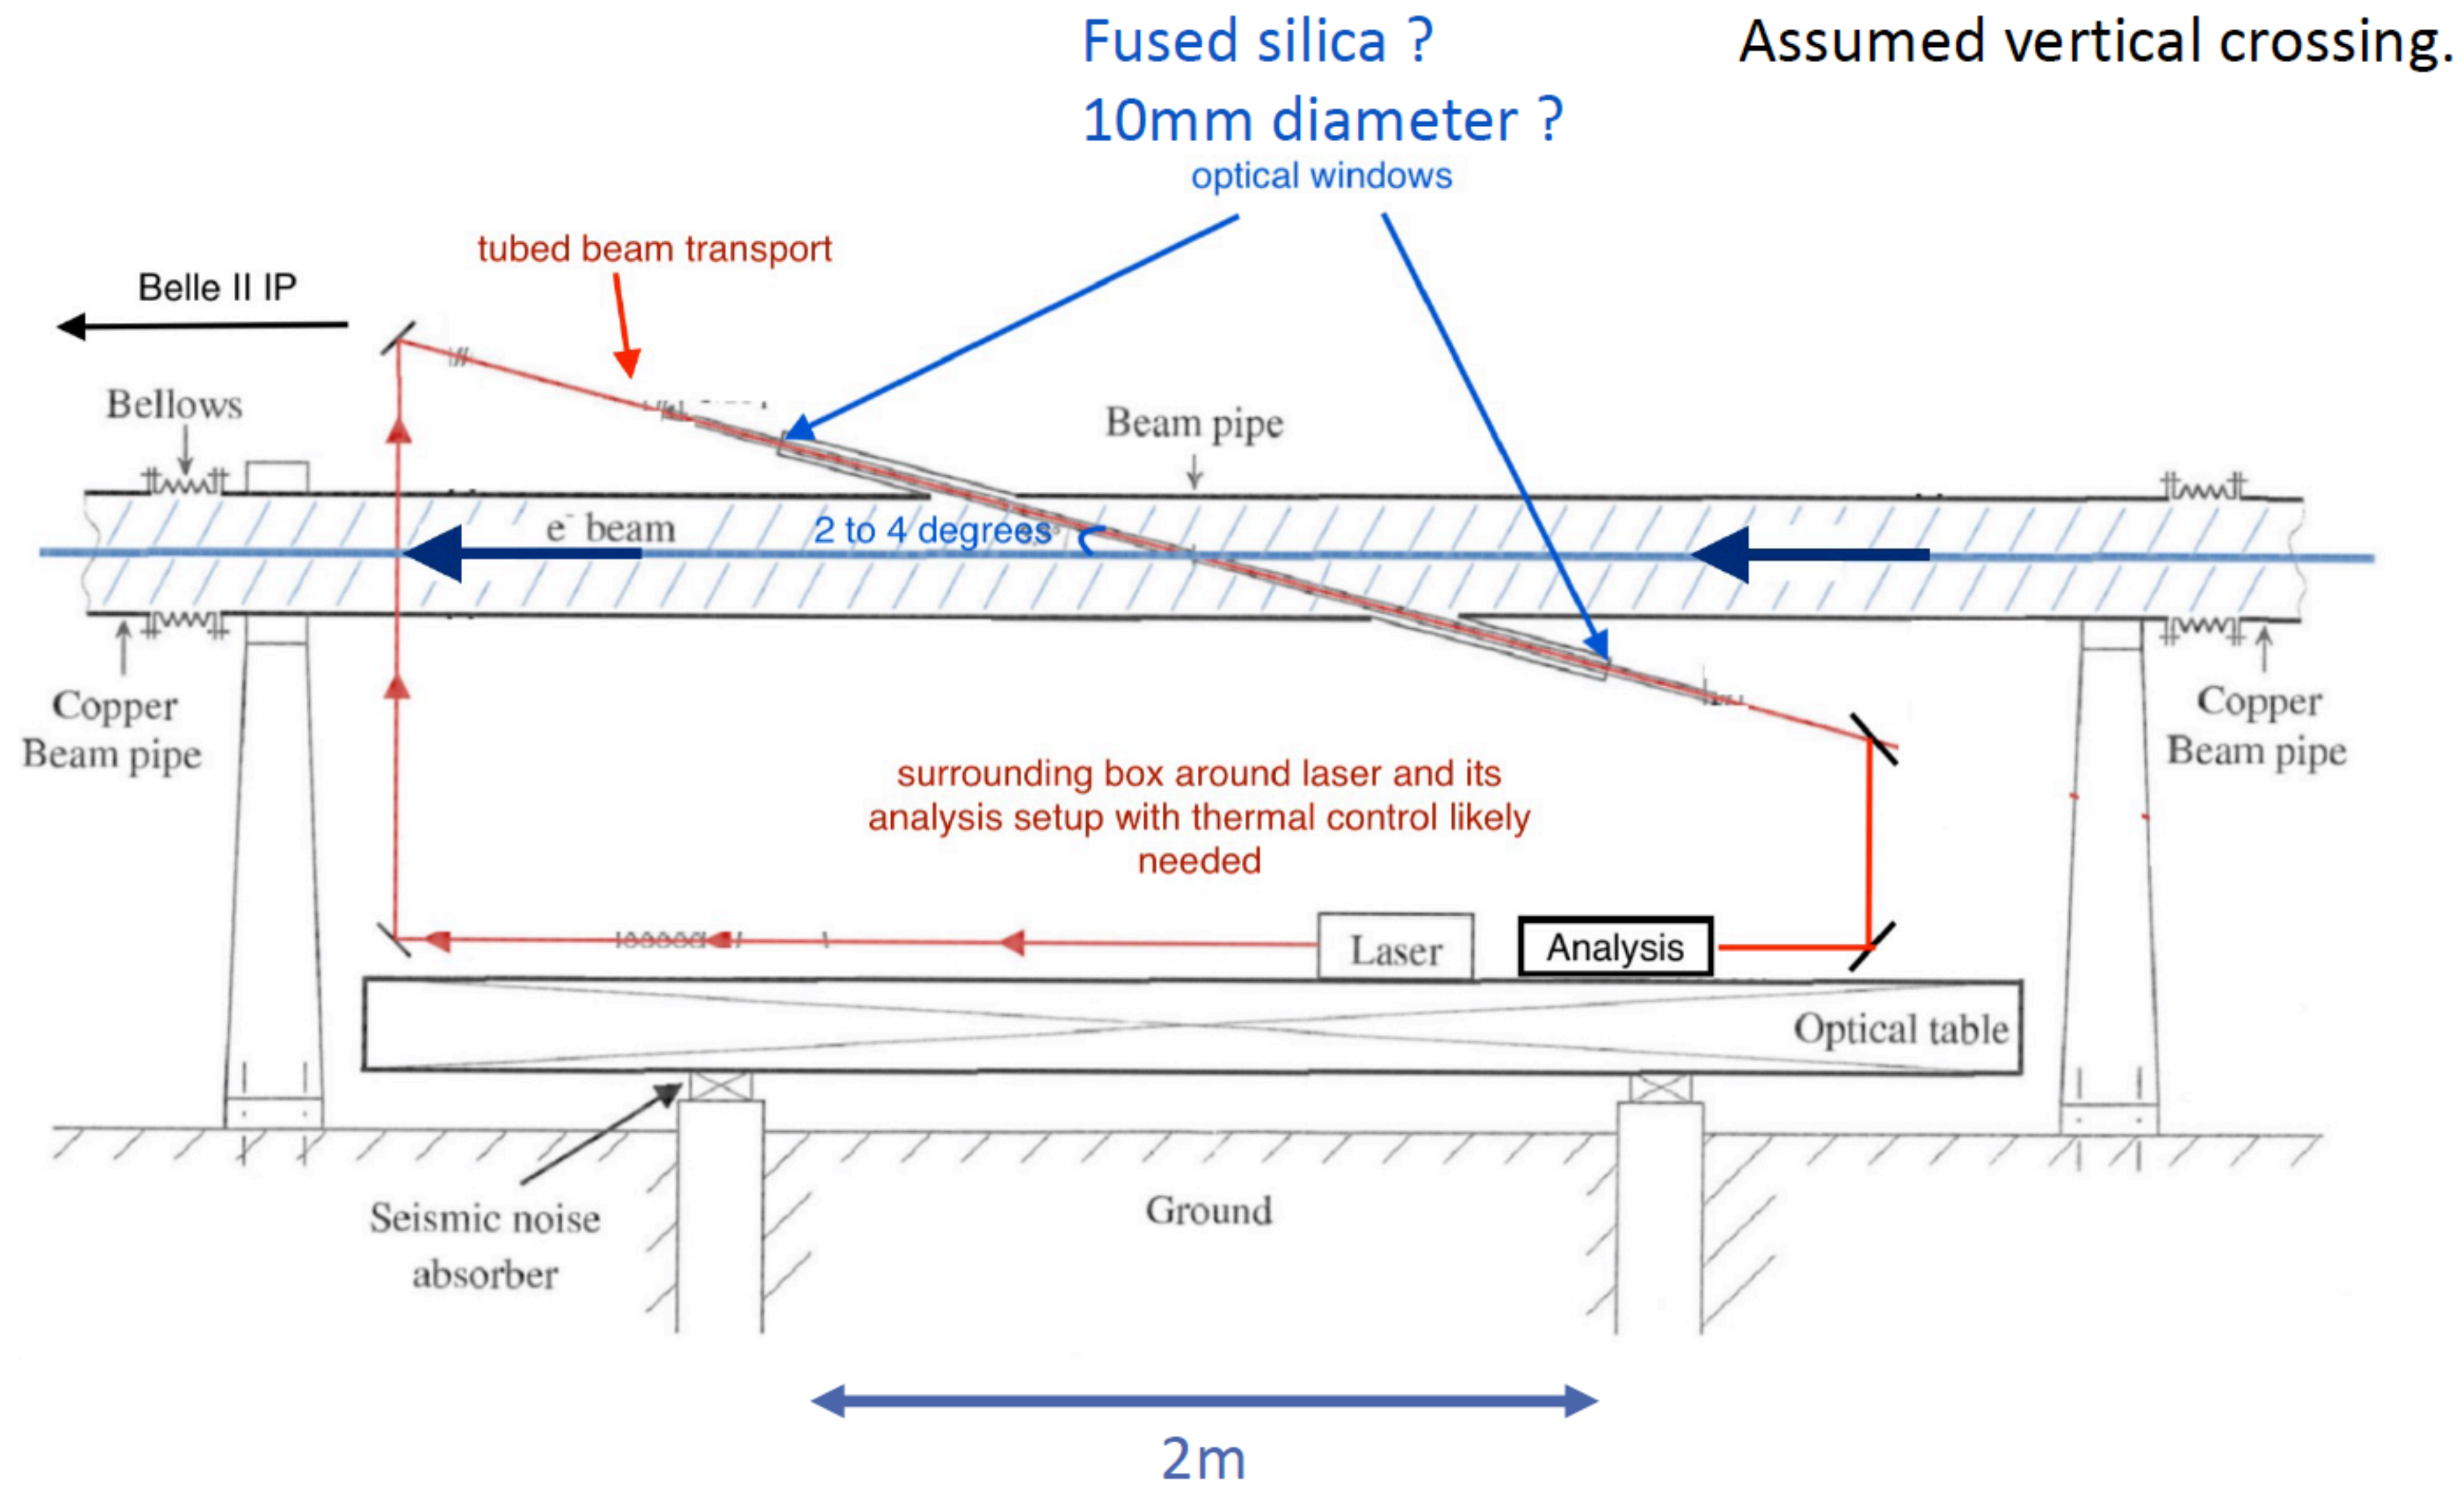 Fused silica ?
Assumed vertical crossing.
10mm diameter ?
optical windows
tubed beam transport
Belle II IP
Bellows
Beam pipe
e⁻ beam
2 to 4 degrees
Copper
Beam pipe
Copper
Beam pipe
surrounding box around laser and its
analysis setup with thermal control likely
needed
Laser
Analysis
Optical table
Seismic noise
absorber
Ground
2m